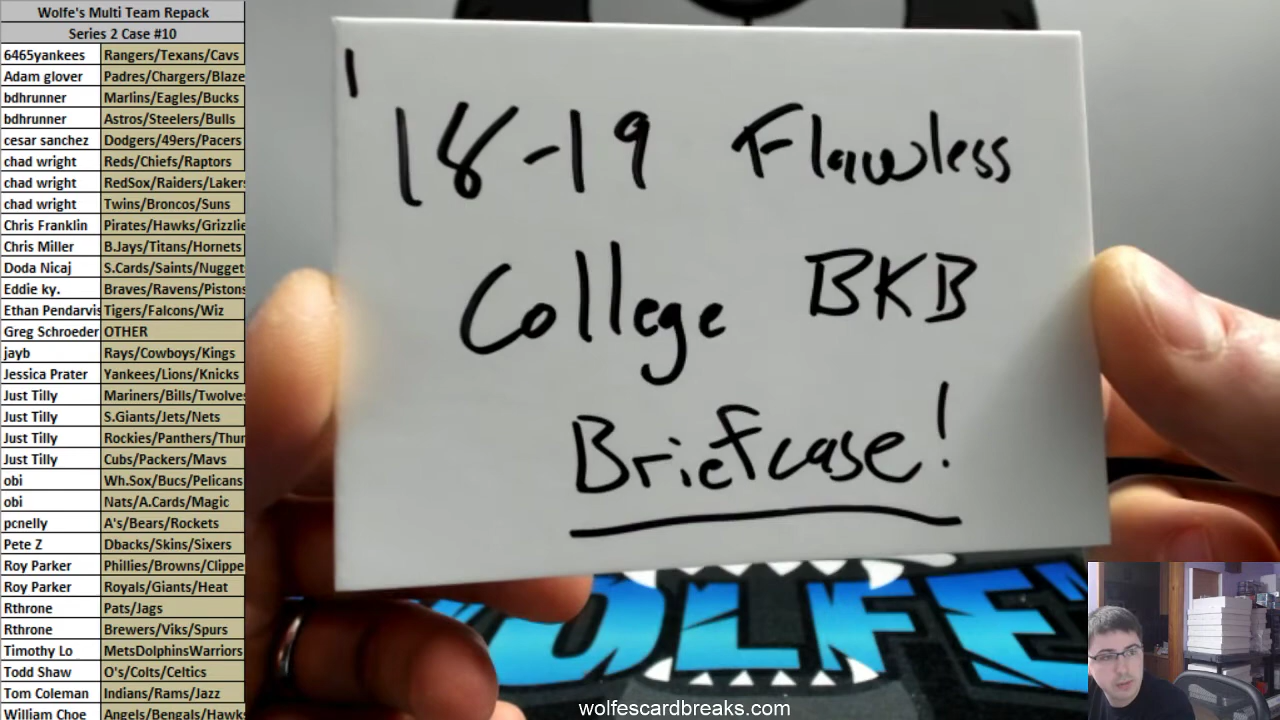 Wolfe's Multi Team Repack
Series 2 Case #10
6465yankees Rangers/Texans/Cavs
Adam glover Padres/Chargers/Blaze
bdhrunner Marlins/Eagles/Bucks
bdhrunner Astros/Steelers/Bulls
cesar sanchez Dodgers/49ers/Pacers
chad wright Reds/Chiefs/Raptors
chad wright RedSox/Raiders/Lakers
chad wright Twins/Broncos/Suns
Chris Franklin Pirates/Hawks/Grizzlie
Chris Miller B.Jays/Titans/Hornets
Doda Nicaj S.Cards/Saints/Nugget
Eddie ky. Braves/Ravens/Pistons
Ethan Pendarvis Tigers/Falcons/Wiz
Greg Schroeder OTHER
jayb Rays/Cowboys/Kings
Jessica Prater Yankees/Lions/Knicks
Just Tilly Mariners/Bills/Twolves
Just Tilly S.Giants/Jets/Nets
Just Tilly Rockies/Panthers/Thun
Just Tilly Cubs/Packers/Mavs
obi Wh.Sox/Bucs/Pelicans
obi Nats/A.Cards/Magic
pcnelly A's/Bears/Rockets
Pete Z Dbacks/Skins/Sixers
Roy Parker Phillies/Browns/Clippe
Roy Parker Royals/Giants/Heat
Rthrone Pats/Jags
Rthrone Brewers/Viks/Spurs
Timothy Lo MetsDolphinsWarriors
Todd Shaw O's/Colts/Celtics
Tom Coleman Indians/Rams/Jazz
William Choe Angels/Bengals/Hawks
1
18-19 Flawless
College BKB
Briefcase!
WOLFE'
wolfescardbreaks.com